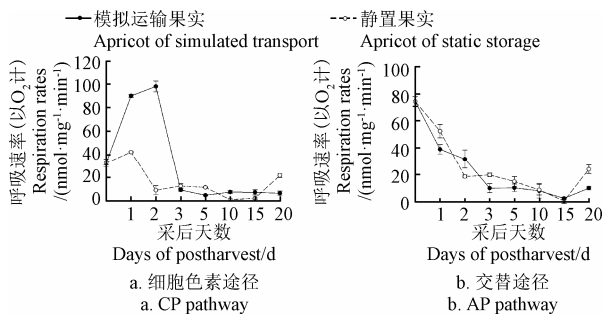 模拟运输果实 静置果实
Apricot of simulated transport Apricot of static storage
呼吸速率(以O₂计)
Respiration rates
/(nmol·mg⁻¹·min⁻¹)
120
100
80
60
40
20
0
1 2 3 5 10 15 20
采后天数
Days of postharvest/d
a. 细胞色素途径
a. CP pathway
呼吸速率(以O₂计)
Respiration rates
/(nmol·mg⁻¹·min⁻¹)
100
80
60
40
20
0
1 2 3 5 10 15 20
采后天数
Days of postharvest/d
b. 交替途径
b. AP pathway